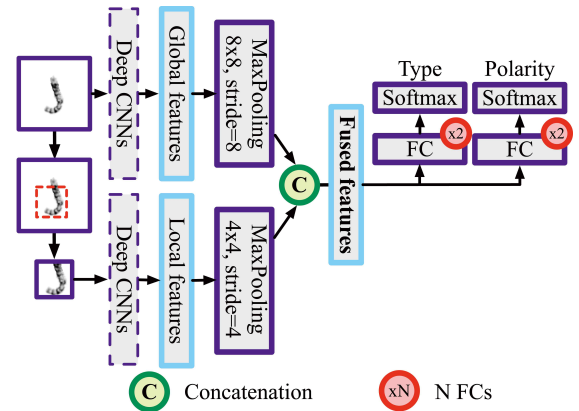 Deep CNNs
Global features
MaxPooling
8x8, stride=8
Type
Softmax
FC
x2
Polarity
Softmax
FC
x2
C
Fused features
Deep CNNs
Local features
MaxPooling
4x4, stride=4
C
Concatenation
xN
N FCs